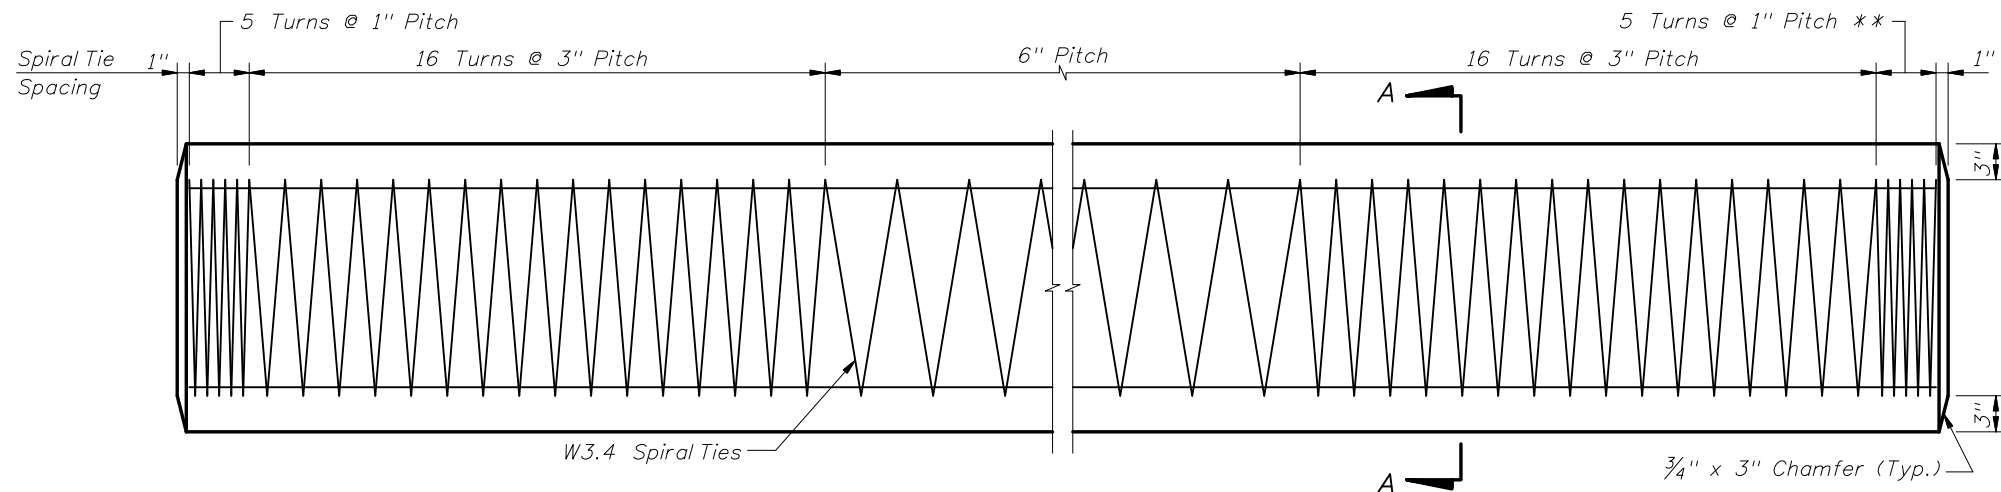 5 Turns @ 1" Pitch
5 Turns @ 1" Pitch **
Spiral Tie
Spacing
1"
16 Turns @ 3" Pitch
6" Pitch
16 Turns @ 3" Pitch
1"
A
3"
3"
W3.4 Spiral Ties
A
¾" x 3" Chamfer (Typ.)